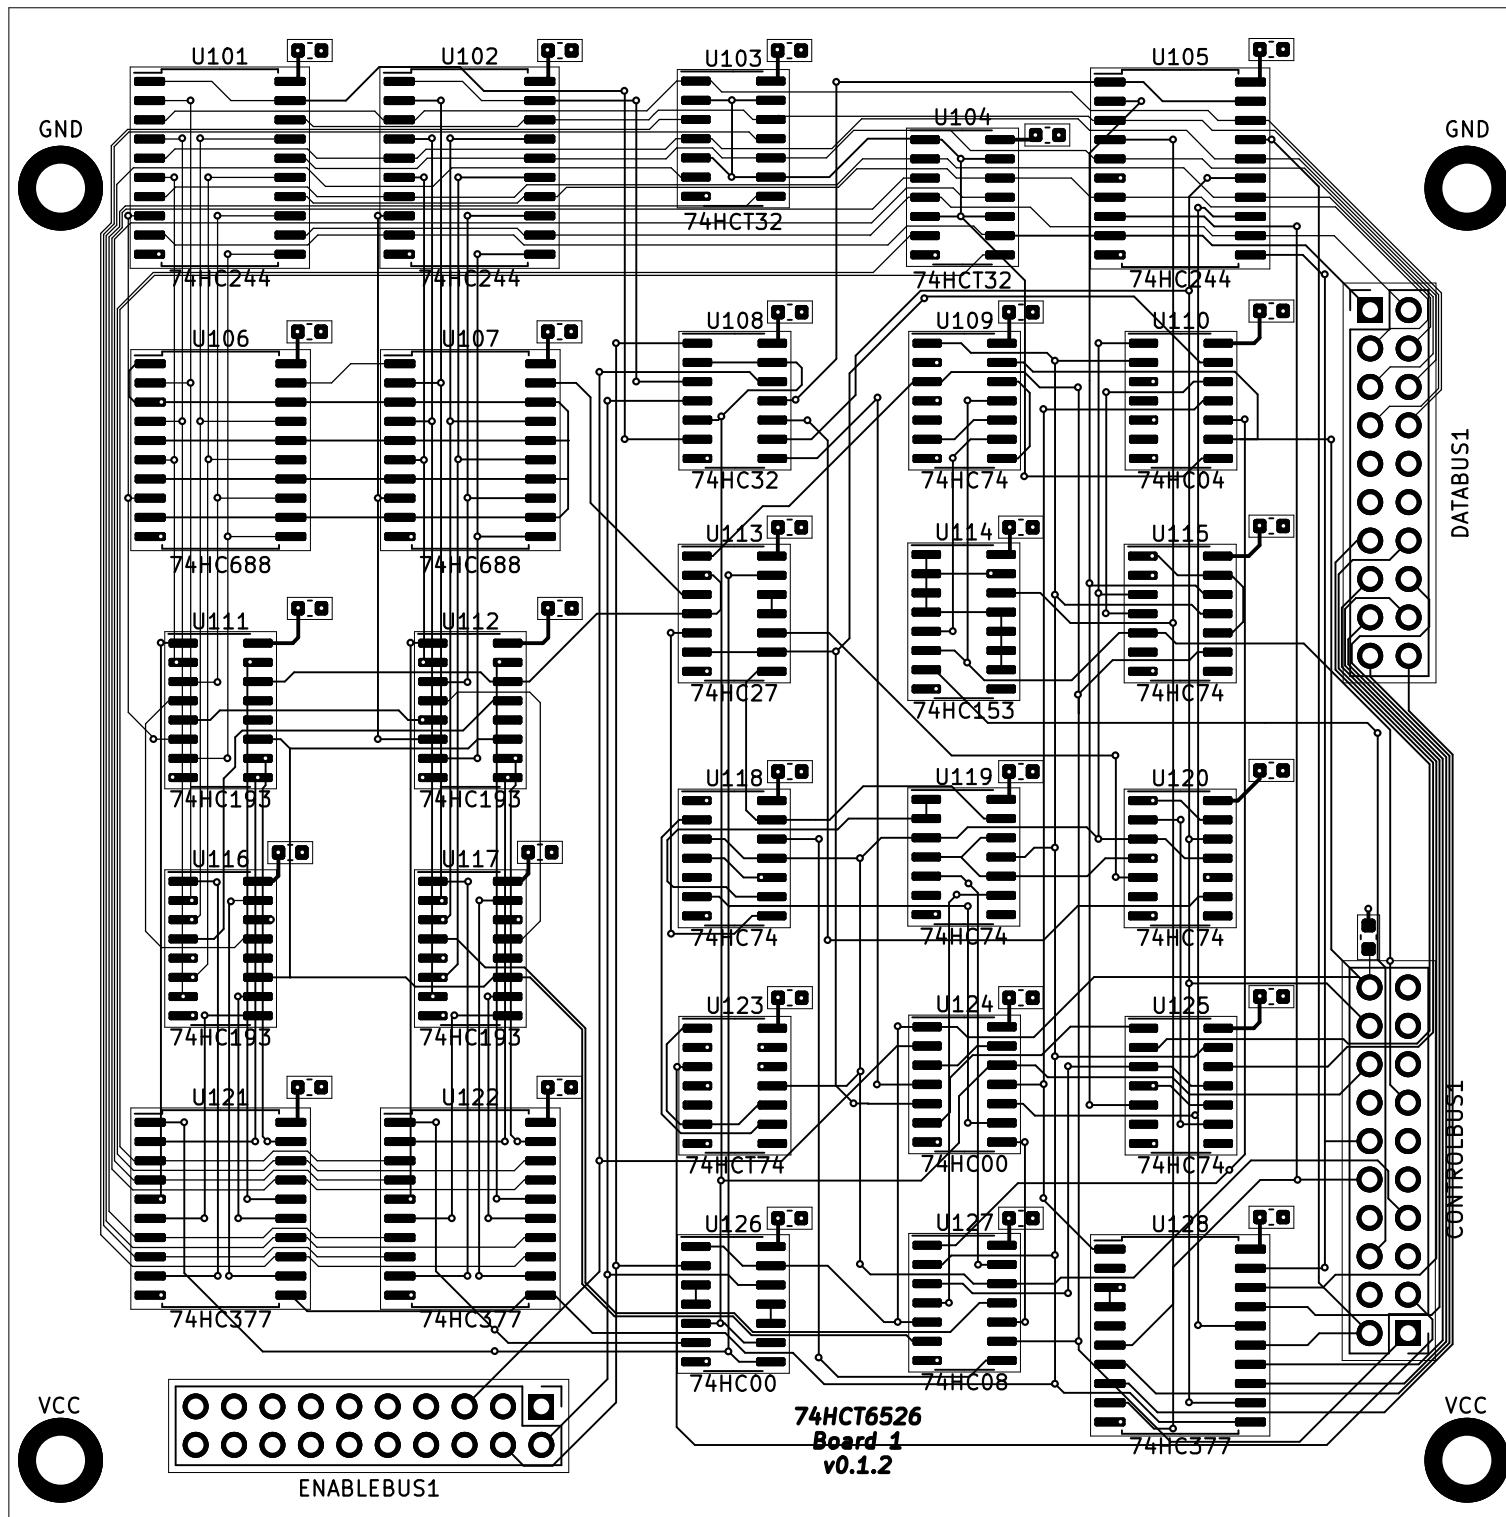 U101
U102
U103
U105
GND
U104
GND
74HCT32
74HC244
74HC244
74HCT32
74HC244
U106
U107
U108
U109
U110
74HC32
74HC74
74HC04
DATABUS1
U113
U114
U115
74HC688
74HC688
U111
U112
74HC27
74HC153
74HC74
74HC193
74HC193
U118
U119
U120
U116
U117
74HC74
74HC74
74HC74
74HC193
74HC193
U123
U124
U125
U121
U122
74HCT74
74HC00
74HC74
CONTROLBUS1
U126
U127
U128
74HC377
74HC377
74HC00
74HC08
VCC
74HCT6526
Board 1
v0.1.2
VCC
74HC377
ENABLEBUS1